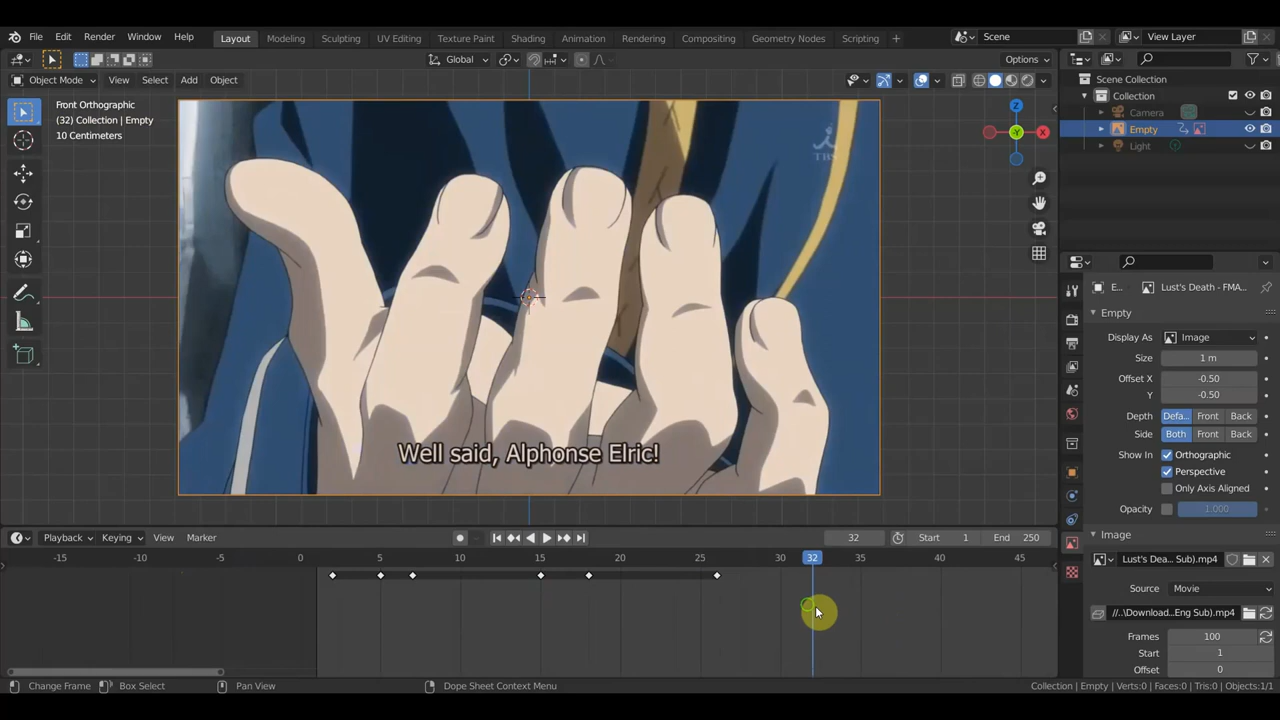 File Edit Render Window Help Layout Modeling Sculpting UV Editing Texture Paint Shading Animation Rendering Compositing Geometry Nodes Scripting + Scene View Layer
Global Options
Object Mode View Select Add Object
Front Orthographic
(32) Collection | Empty
10 Centimeters
Z
X
-Y
Scene Collection
Collection
Camera
Empty
Light
Well said, Alphonse Elric!
E... Lust's Death - FMA...
Empty
Display As Image
Size 1 m
Offset X -0.50
Y -0.50
Depth Defa... Front Back
Side Both Front Back
Show In Orthographic
Perspective
Only Axis Aligned
Opacity 1.000
Image
Lust's Dea... Sub).mp4
Source Movie
//..\Download... Eng Sub).mp4
Frames 100
Start 1
Offset 0
Playback Keying View Marker 32 Start 1 End 250
-15 -10 -5 0 5 10 15 20 25 30 32 40 45
Change Frame Box Select Pan View Dope Sheet Context Menu Collection | Empty | Verts:0 | Faces:0 | Tris:0 | Objects:1/1